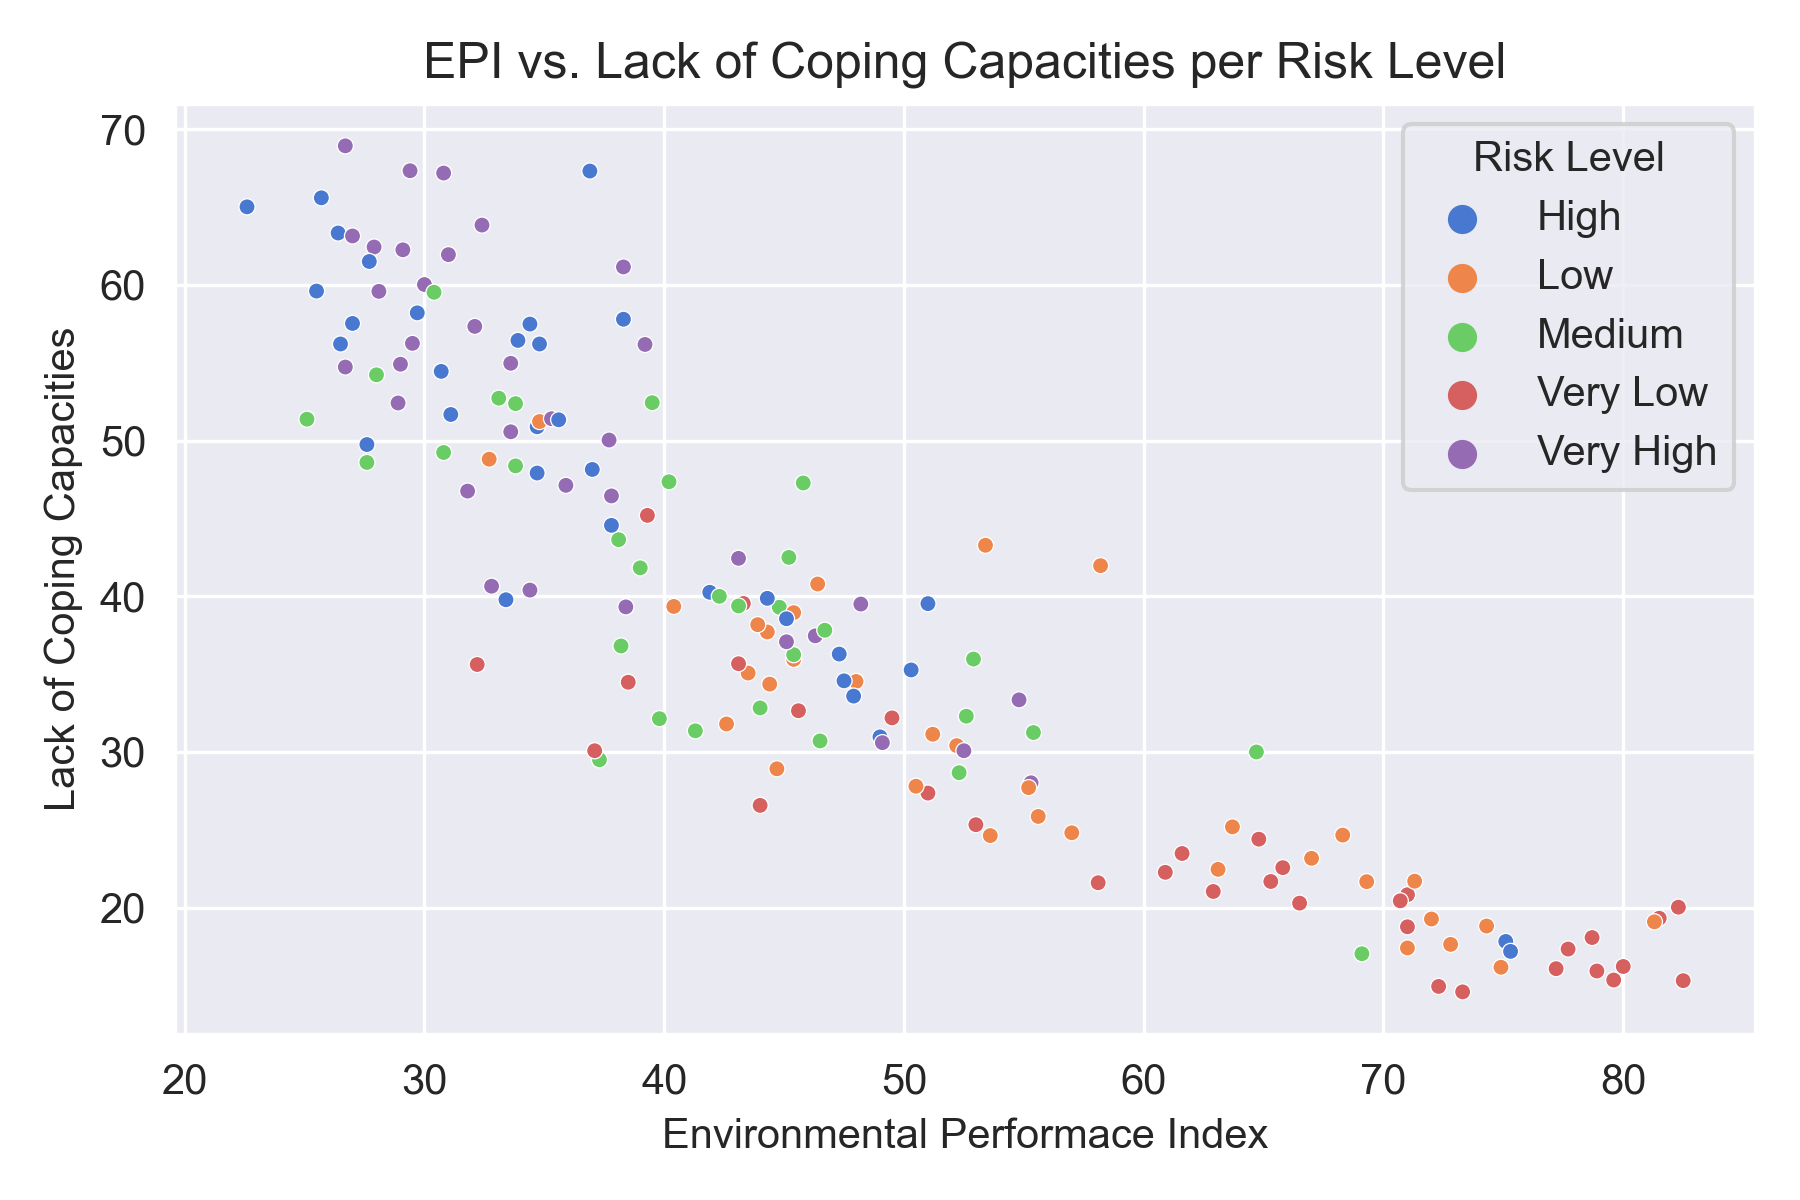 EPI vs. Lack of Coping Capacities per Risk Level
70
60
50
40
30
20
Lack of Coping Capacities
Risk Level
High
Low
Medium
Very Low
Very High
20 30 40 50 60 70 80
Environmental Performace Index